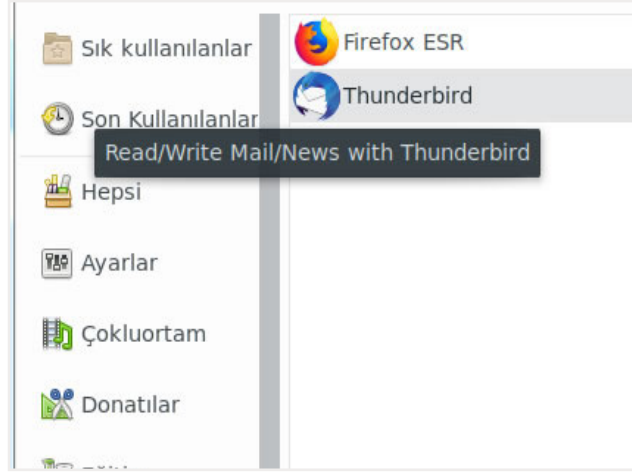 Sık kullanılanlar
Son Kullanılanlar
Hepsi
Ayarlar
Çokluortam
Donatılar
Firefox ESR
Thunderbird
Read/Write Mail/News with Thunderbird